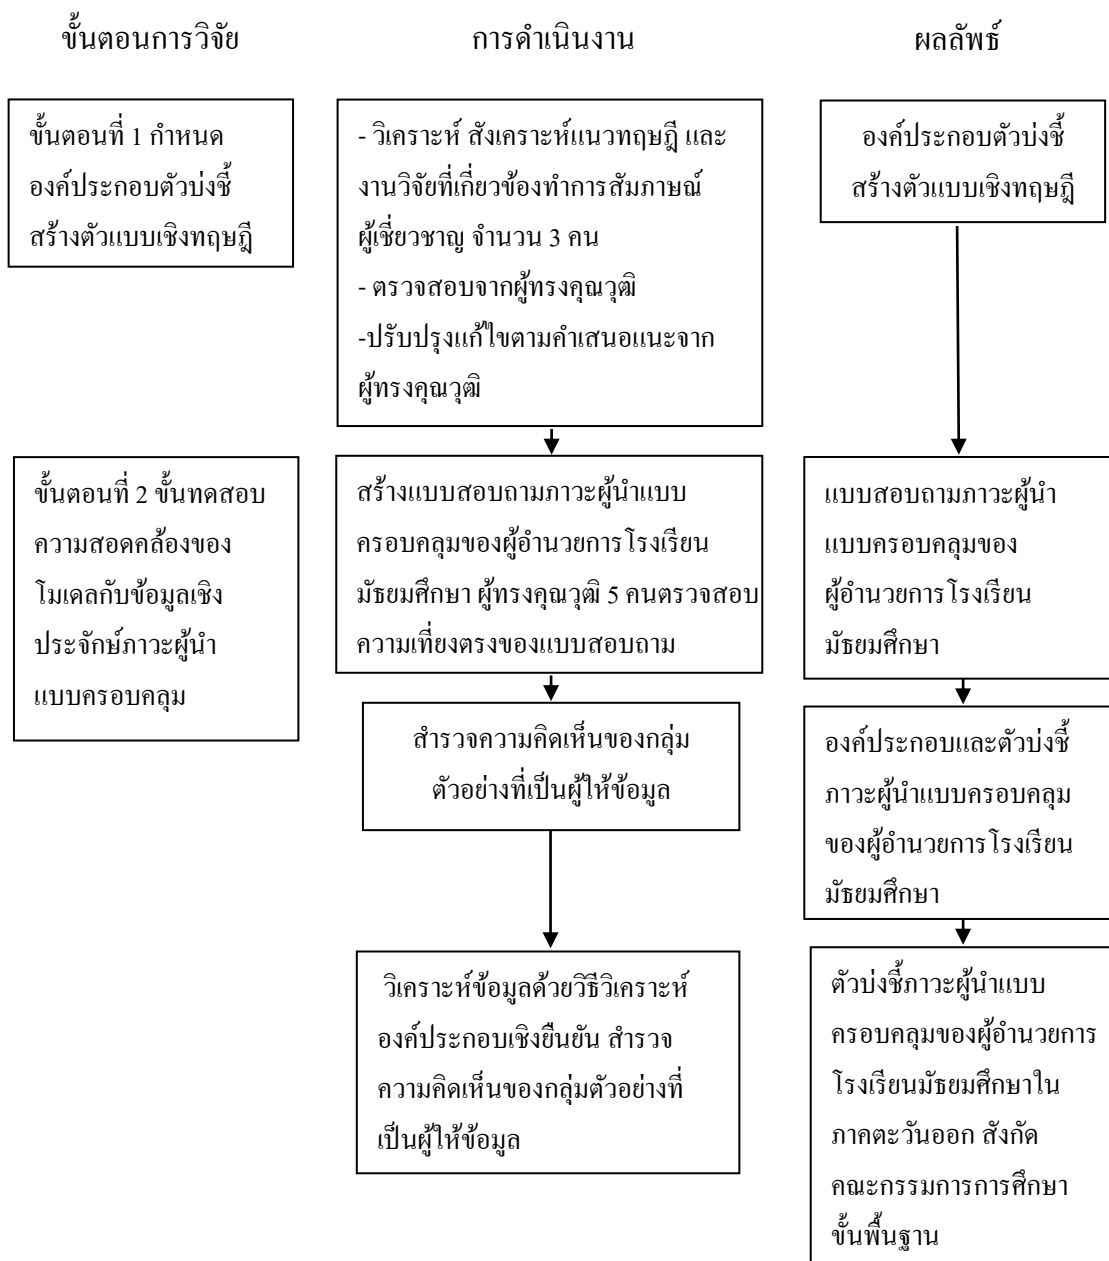 ขั้นตอนการวิจัย
การดำเนินงาน
ผลลัพธ์
ขั้นตอนที่ 1 กำหนด
องค์ประกอบตัวบ่งชี้
สร้างตัวแบบเชิงทฤษฎี
- วิเคราะห์ สังเคราะห์แนวทฤษฎี และ
งานวิจัยที่เกี่ยวข้องทำการสัมภาษณ์
ผู้เชี่ยวชาญ จำนวน 3 คน
- ตรวจสอบจากผู้ทรงคุณวุฒิ
-ปรับปรุงแก้ไขตามคำเสนอแนะจาก
ผู้ทรงคุณวุฒิ
องค์ประกอบตัวบ่งชี้
สร้างตัวแบบเชิงทฤษฎี
ขั้นตอนที่ 2 ขั้นทดสอบ
ความสอดคล้องของ
โมเดลกับข้อมูลเชิง
ประจักษ์ภาวะผู้นำ
แบบครอบคลุม
สร้างแบบสอบถามภาวะผู้นำแบบ
ครอบคลุมของผู้อำนวยการโรงเรียน
มัธยมศึกษา ผู้ทรงคุณวุฒิ 5 คนตรวจสอบ
ความเที่ยงตรงของแบบสอบถาม
แบบสอบถามภาวะผู้นำ
แบบครอบคลุมของ
ผู้อำนวยการโรงเรียน
มัธยมศึกษา
สำรวจความคิดเห็นของกลุ่ม
ตัวอย่างที่เป็นผู้ให้ข้อมูล
องค์ประกอบและตัวบ่งชี้
ภาวะผู้นำแบบครอบคลุม
ของผู้อำนวยการโรงเรียน
มัธยมศึกษา
วิเคราะห์ข้อมูลด้วยวิธีวิเคราะห์
องค์ประกอบเชิงยืนยัน สำรวจ
ความคิดเห็นของกลุ่มตัวอย่างที่
เป็นผู้ให้ข้อมูล
ตัวบ่งชี้ภาวะผู้นำแบบ
ครอบคลุมของผู้อำนวยการ
โรงเรียนมัธยมศึกษาใน
ภาคตะวันออก สังกัด
คณะกรรมการการศึกษา
ขั้นพื้นฐาน